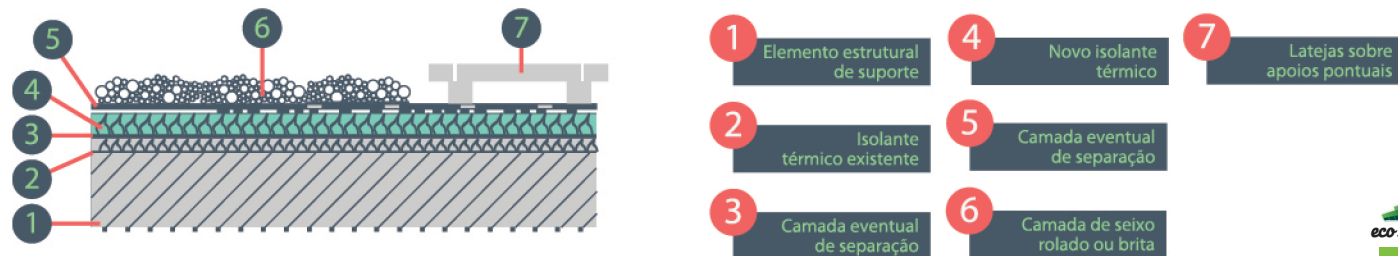 6
7
5
4
3
2
1
1
Elemento estrutural
de suporte
2
Isolante
térmico existente
3
Camada eventual
de separação
4
Novo isolante
térmico
5
Camada eventual
de separação
6
Camada de seixo
rolado ou brita
7
Latejas sobre
apoios pontuais
eco.